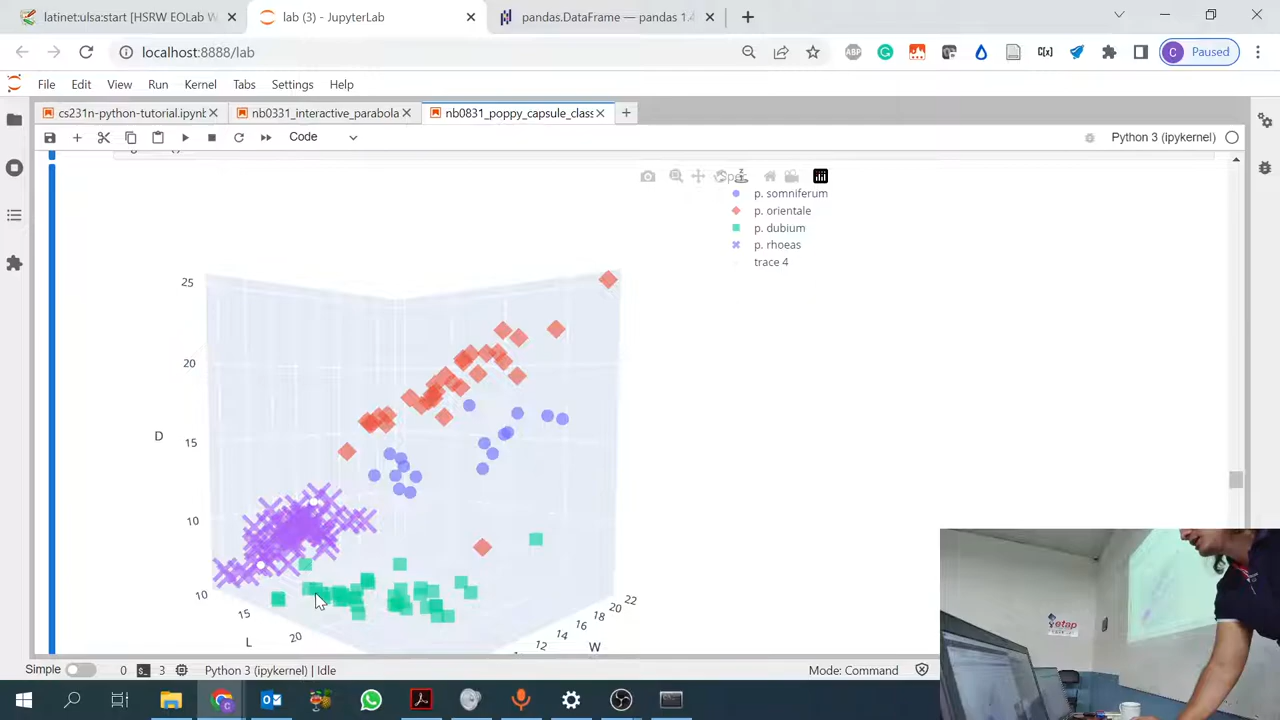 latinet:ulsa:start [HSRW EOLab W
lab (3) - JupyterLab
pandas.DataFrame — pandas 1.4
localhost:8888/lab
ABP
C[x]
C Paused
File Edit View Run Kernel Tabs Settings Help
cs231n-python-tutorial.ipynb
nb0331_interactive_parabola
nb0831_poppy_capsule_class
Code
Python 3 (ipykernel)
p. somniferum
p. orientale
p. dubium
p. rhoeas
trace 4
25
20
D
15
10
10
15
20
L
12
14
16
18
20
22
W
etap
Simple 0 3 Python 3 (ipykernel) | Idle
Mode: Command